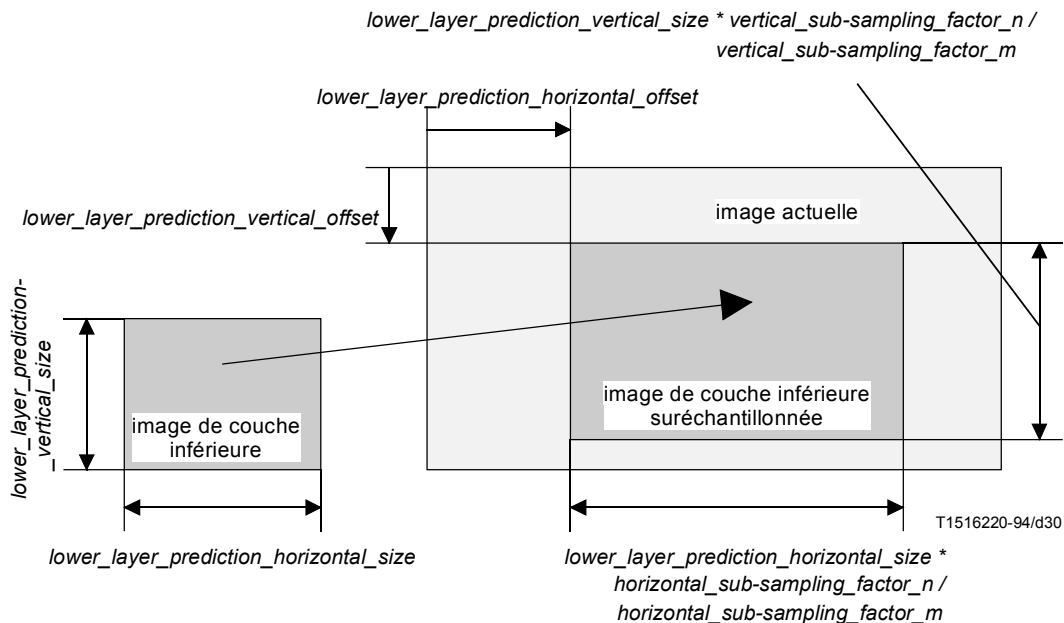 lower_layer_prediction_vertical_size * vertical_sub-sampling_factor_n /
vertical_sub-sampling_factor_m
lower_layer_prediction_horizontal_offset
lower_layer_prediction_vertical_offset
image actuelle
lower_layer_prediction-
_vertical_size
image de couche
inférieure
image de couche inférieure
suréchantillonnée
T1516220-94/d30
lower_layer_prediction_horizontal_size
lower_layer_prediction_horizontal_size *
horizontal_sub-sampling_factor_n /
horizontal_sub-sampling_factor_m